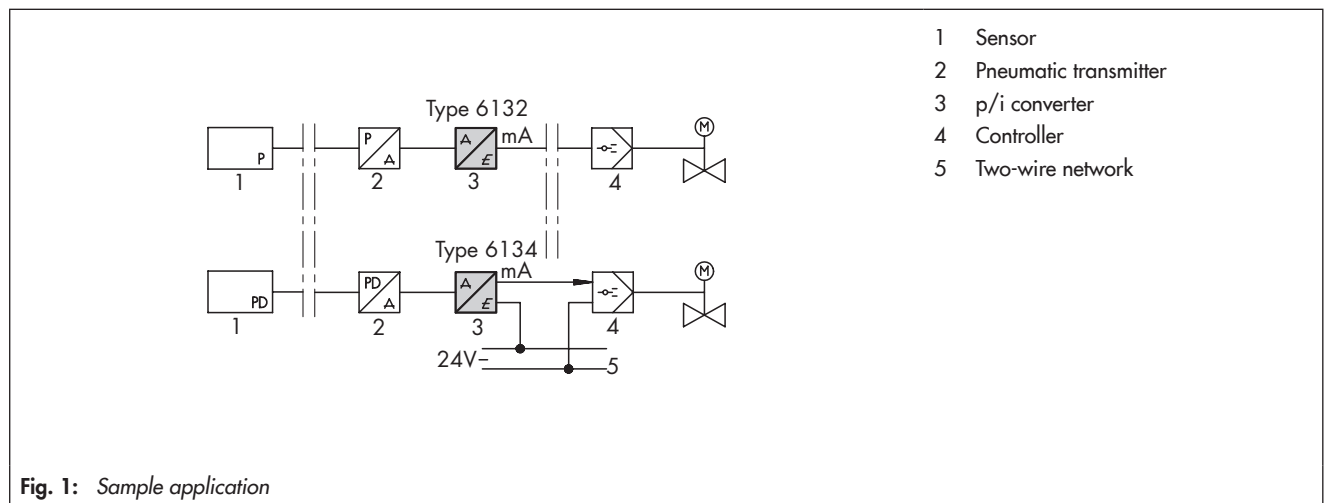 1 Sensor
2 Pneumatic transmitter
3 p/i converter
4 Controller
5 Two-wire network
Type 6132
P
P
A
A
E
mA
M
1
2
3
4
Type 6134
PD
PD
A
A
E
mA
M
1
2
3
4
24V–
5
Fig. 1: Sample application